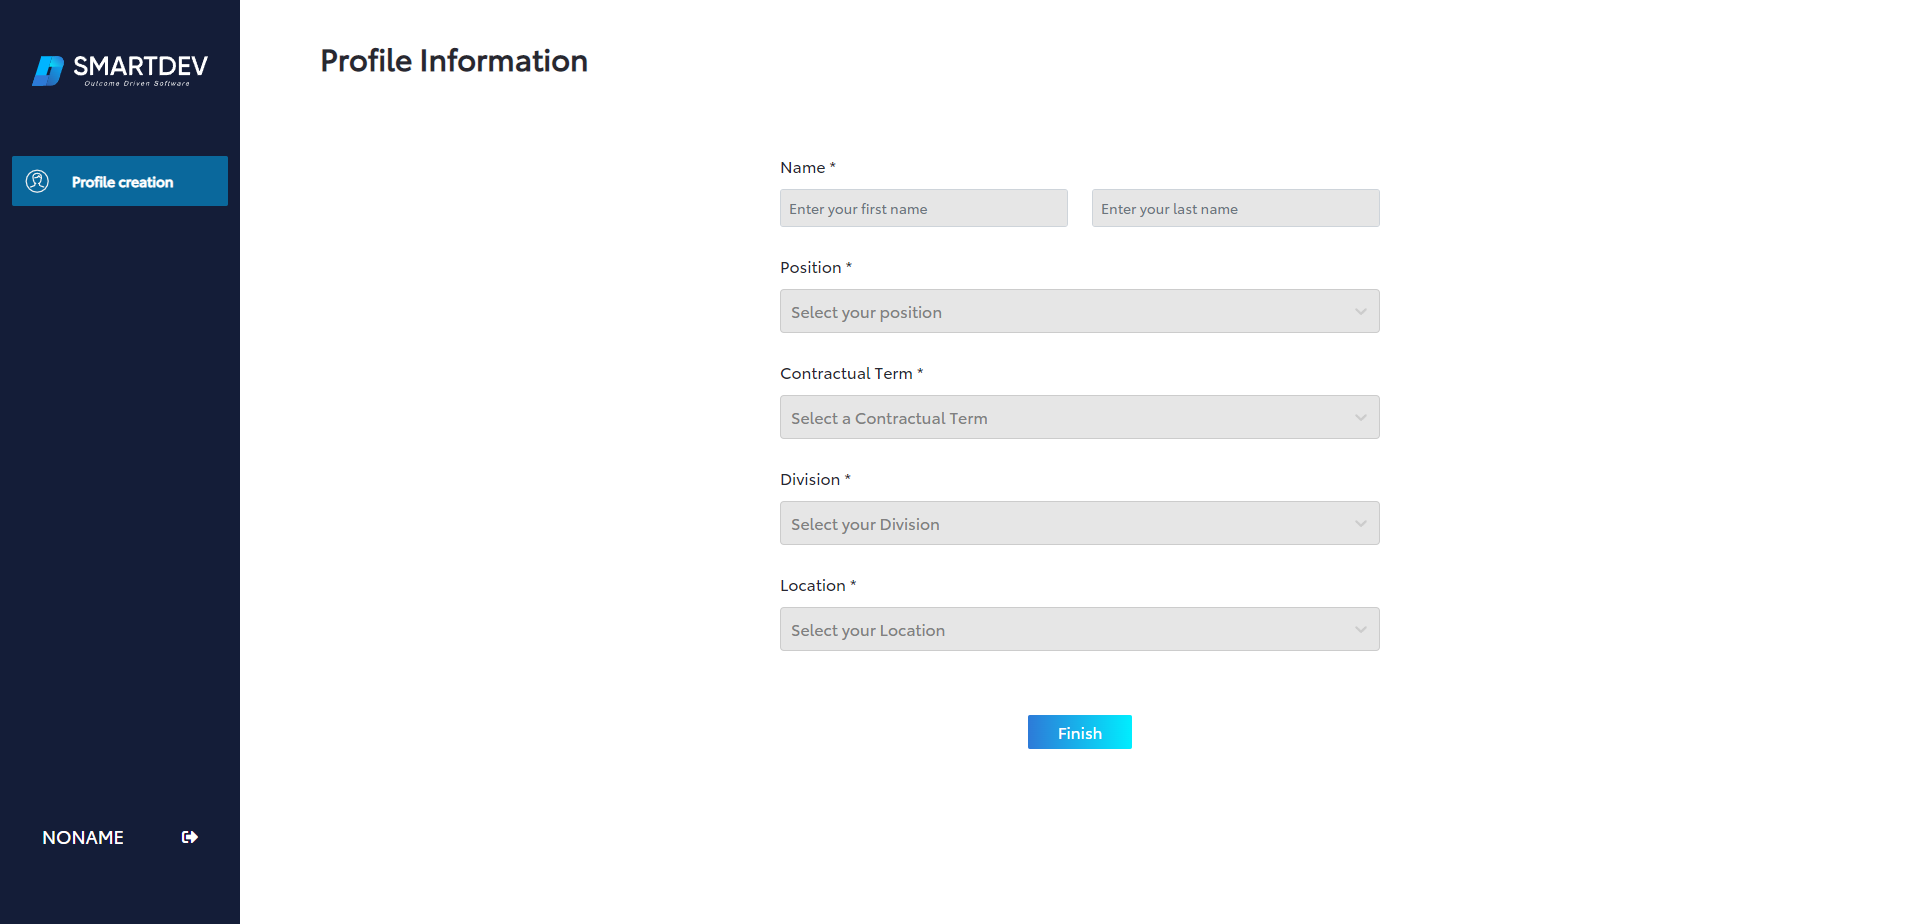 SMARTDEV
Outcome Driven Software
Profile creation
NONAME
Profile Information
Name *
Enter your first name
Enter your last name
Position *
Select your position
Contractual Term *
Select a Contractual Term
Division *
Select your Division
Location *
Select your Location
Finish